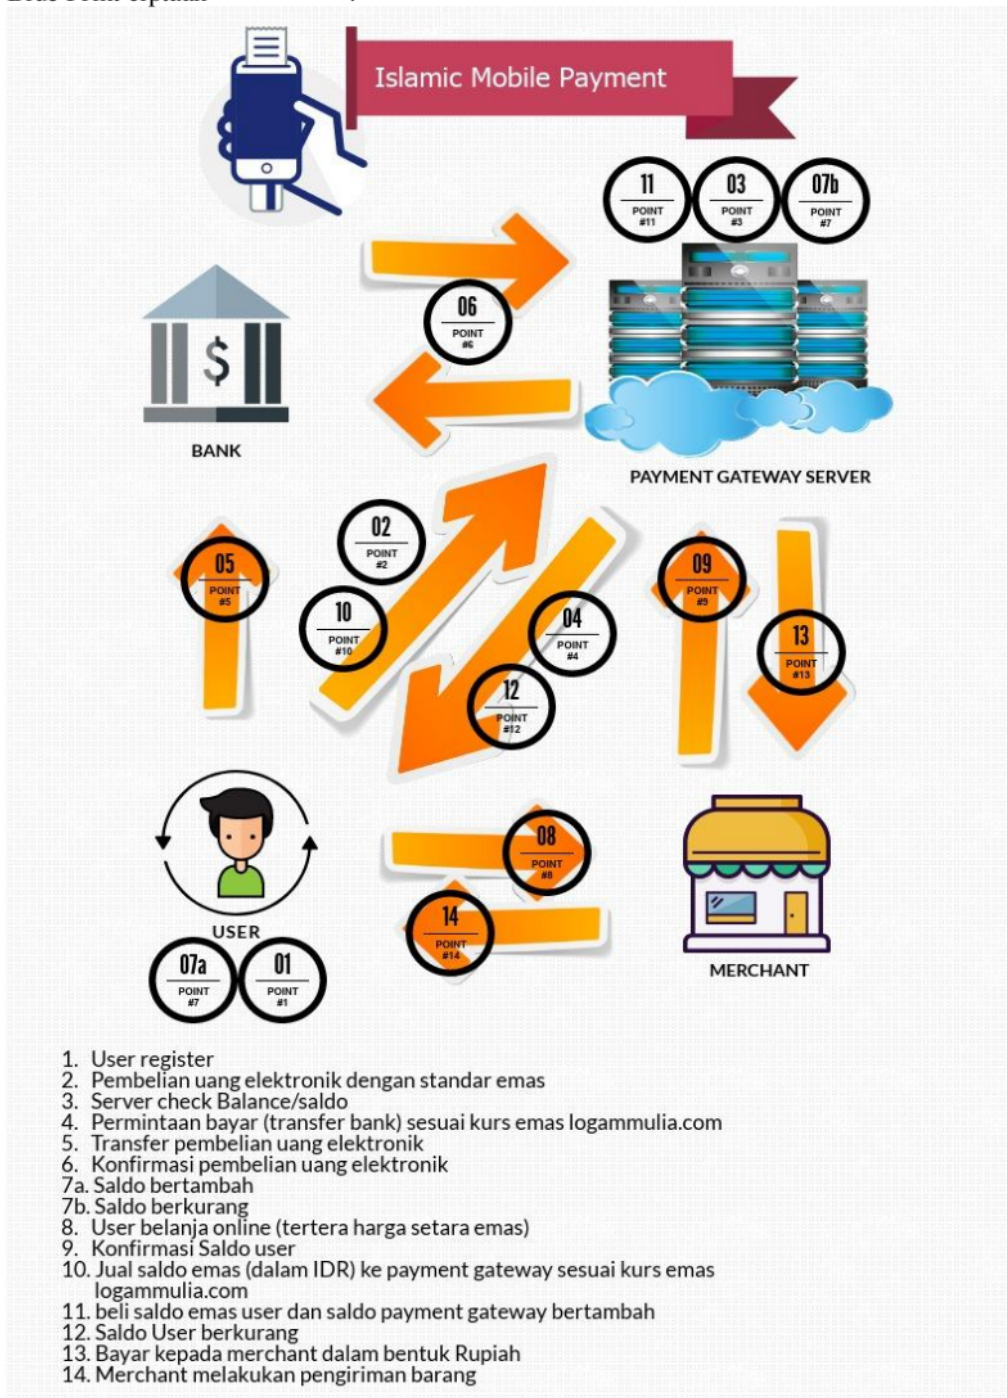 Islamic Mobile Payment
11
POINT
#11
03
POINT
#3
07b
POINT
#7
06
POINT
#6
$
BANK
PAYMENT GATEWAY SERVER
02
POINT
#2
05
POINT
#5
09
POINT
#9
10
POINT
#10
04
POINT
#4
13
POINT
#13
12
POINT
#12
08
POINT
#8
14
POINT
#14
USER
07a
POINT
#7
01
POINT
#1
MERCHANT
1. User register
2. Pembelian uang elektronik dengan standar emas
3. Server check Balance/saldo
4. Permintaan bayar (transfer bank) sesuai kurs emas logammulia.com
5. Transfer pembelian uang elektronik
6. Konfirmasi pembelian uang elektronik
7a. Saldo bertambah
7b. Saldo berkurang
8. User belanja online (tertera harga setara emas)
9. Konfirmasi Saldo user
10. Jual saldo emas (dalam IDR) ke payment gateway sesuai kurs emas
logammulia.com
11. beli saldo emas user dan saldo payment gateway bertambah
12. Saldo User berkurang
13. Bayar kepada merchant dalam bentuk Rupiah
14. Merchant melakukan pengiriman barang